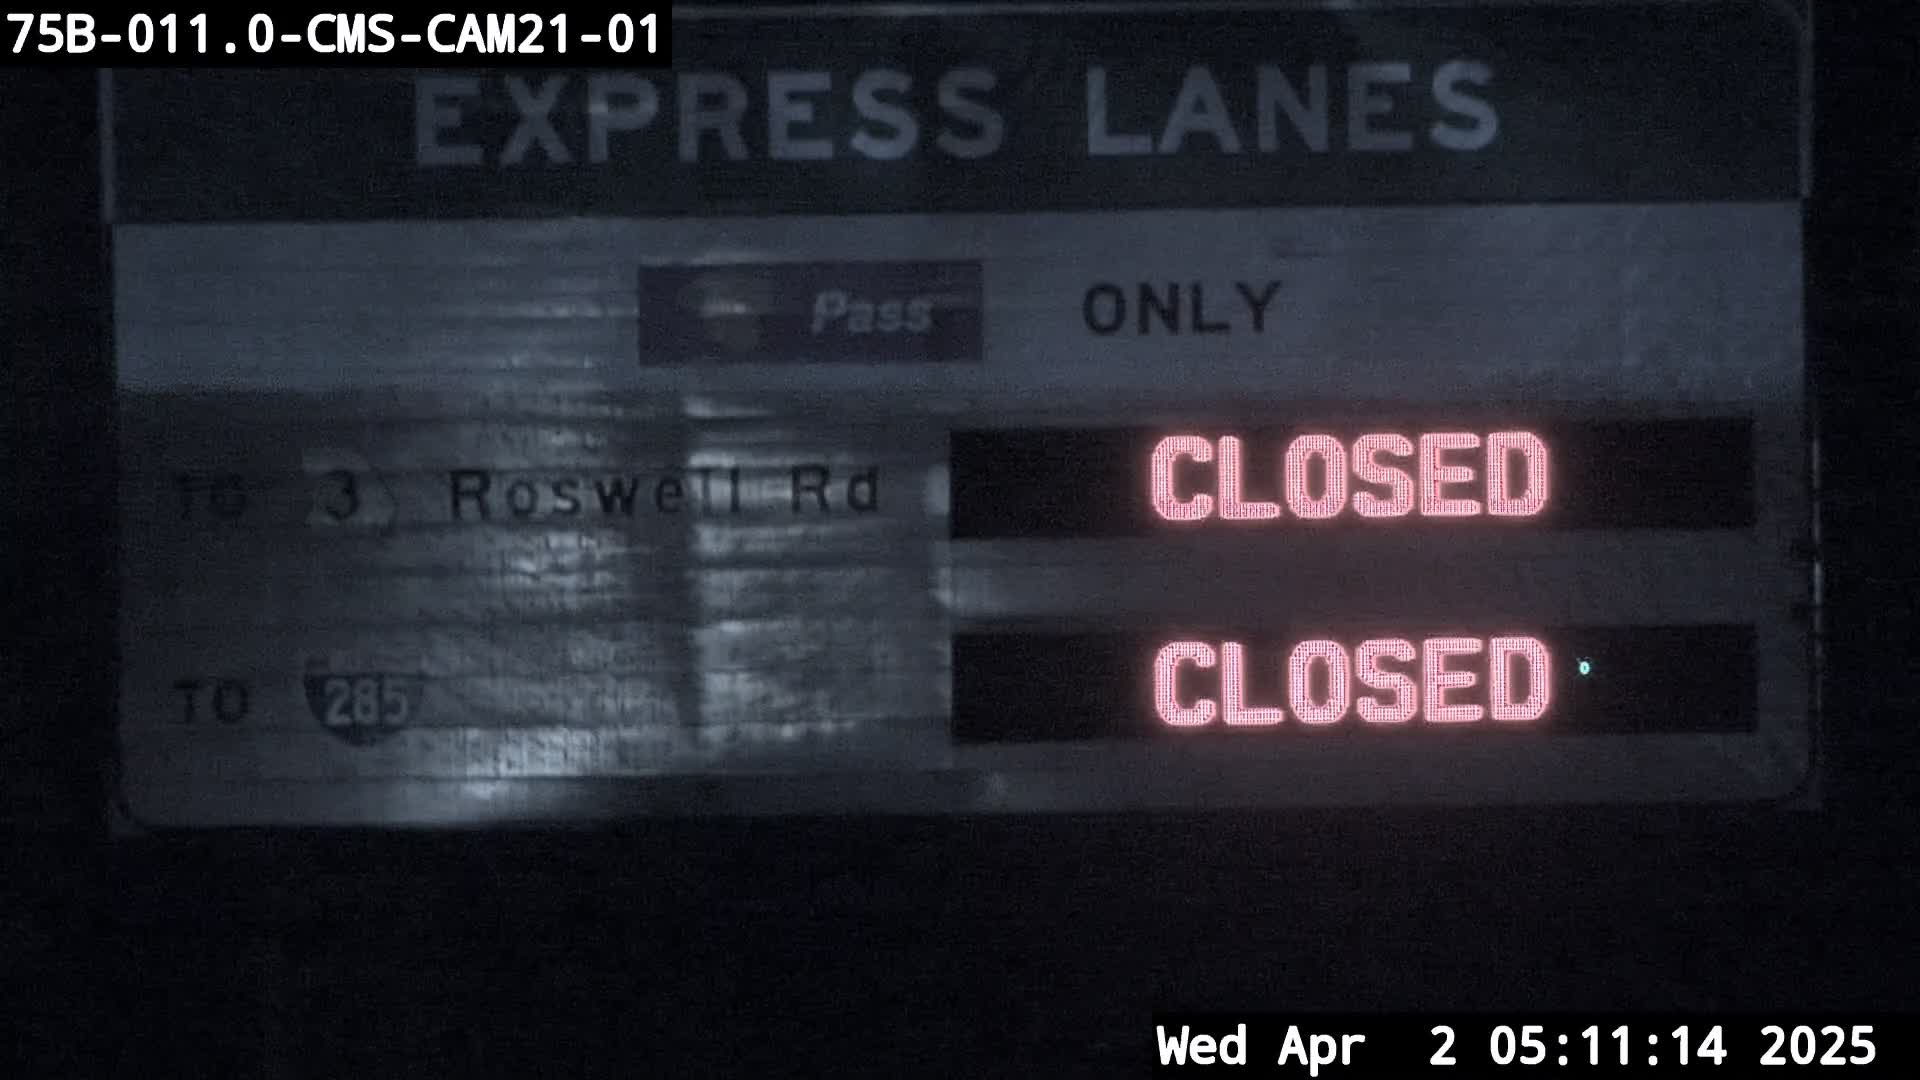 75B-011.0-CMS-CAM21-01
EXPRESS LANES
Pass ONLY
TO 3 Roswell Rd CLOSED
TO 285 CLOSED
Wed Apr 2 05:11:14 2025